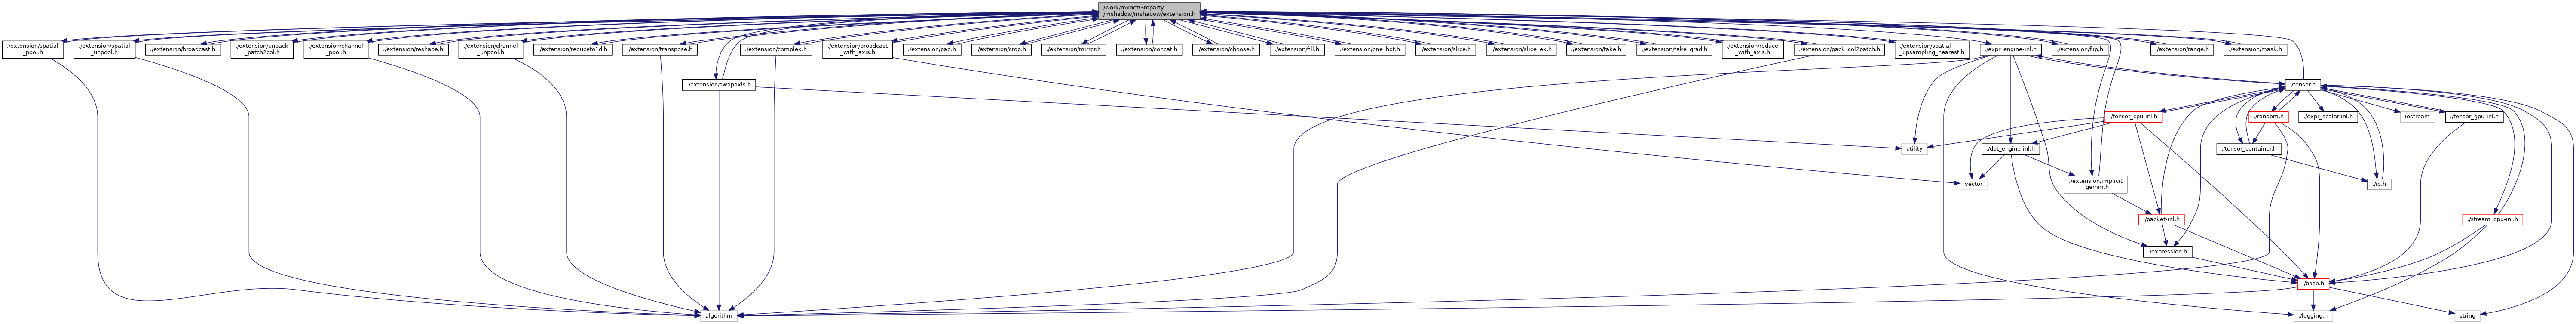 /work/mxnet/3rdparty
/mshadow/mshadow/extension.h
./extension/spatial
_pool.h
./extension/spatial
_unpool.h
./extension/broadcast.h
./extension/unpack
_patch2col.h
./extension/channel
_pool.h
./extension/reshape.h
./extension/channel
_unpool.h
./extension/reduceto1d.h
./extension/transpose.h
./extension/complex.h
./extension/broadcast
_with_axis.h
./extension/pad.h
./extension/crop.h
./extension/mirror.h
./extension/concat.h
./extension/choose.h
./extension/fill.h
./extension/one_hot.h
./extension/slice.h
./extension/slice_ex.h
./extension/take.h
./extension/take_grad.h
./extension/reduce
_with_axis.h
./extension/pack_col2patch.h
./extension/spatial
_upsampling_nearest.h
./expr_engine-inl.h
./extension/flip.h
./extension/range.h
./extension/mask.h
./extension/swapaxis.h
./tensor.h
./tensor_cpu-inl.h
./random.h
./expr_scalar-inl.h
iostream
./tensor_gpu-inl.h
utility
./dot_engine-inl.h
./tensor_container.h
vector
./extension/implicit
_gemm.h
./io.h
./packet-inl.h
./stream_gpu-inl.h
./expression.h
./base.h
algorithm
./logging.h
string